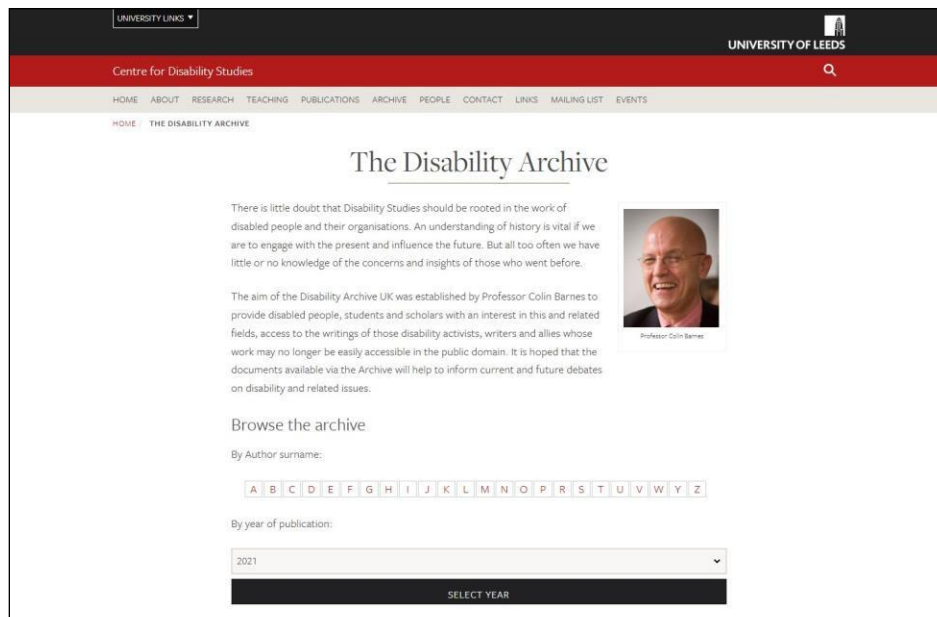 UNIVERSITY LINKS
UNIVERSITY OF LEEDS
Centre for Disability Studies
HOME ABOUT RESEARCH TEACHING PUBLICATIONS ARCHIVE PEOPLE CONTACT LINKS MAILING LIST EVENTS
HOME / THE DISABILITY ARCHIVE
The Disability Archive
There is little doubt that Disability Studies should be rooted in the work of
disabled people and their organisations. An understanding of history is vital if we
are to engage with the present and influence the future. But all too often we have
little or no knowledge of the concerns and insights of those who went before.
The aim of the Disability Archive UK was established by Professor Colin Barnes to
provide disabled people, students and scholars with an interest in this and related
fields, access to the writings of those disability activists, writers and allies whose
work may no longer be easily accessible in the public domain. It is hoped that the
documents available via the Archive will help to inform current and future debates
on disability and related issues.
Professor Colin Barnes
Browse the archive
By Author surname:
A B C D E F G H I J K L M N O P R S T U V W Y Z
By year of publication:
2021
SELECT YEAR